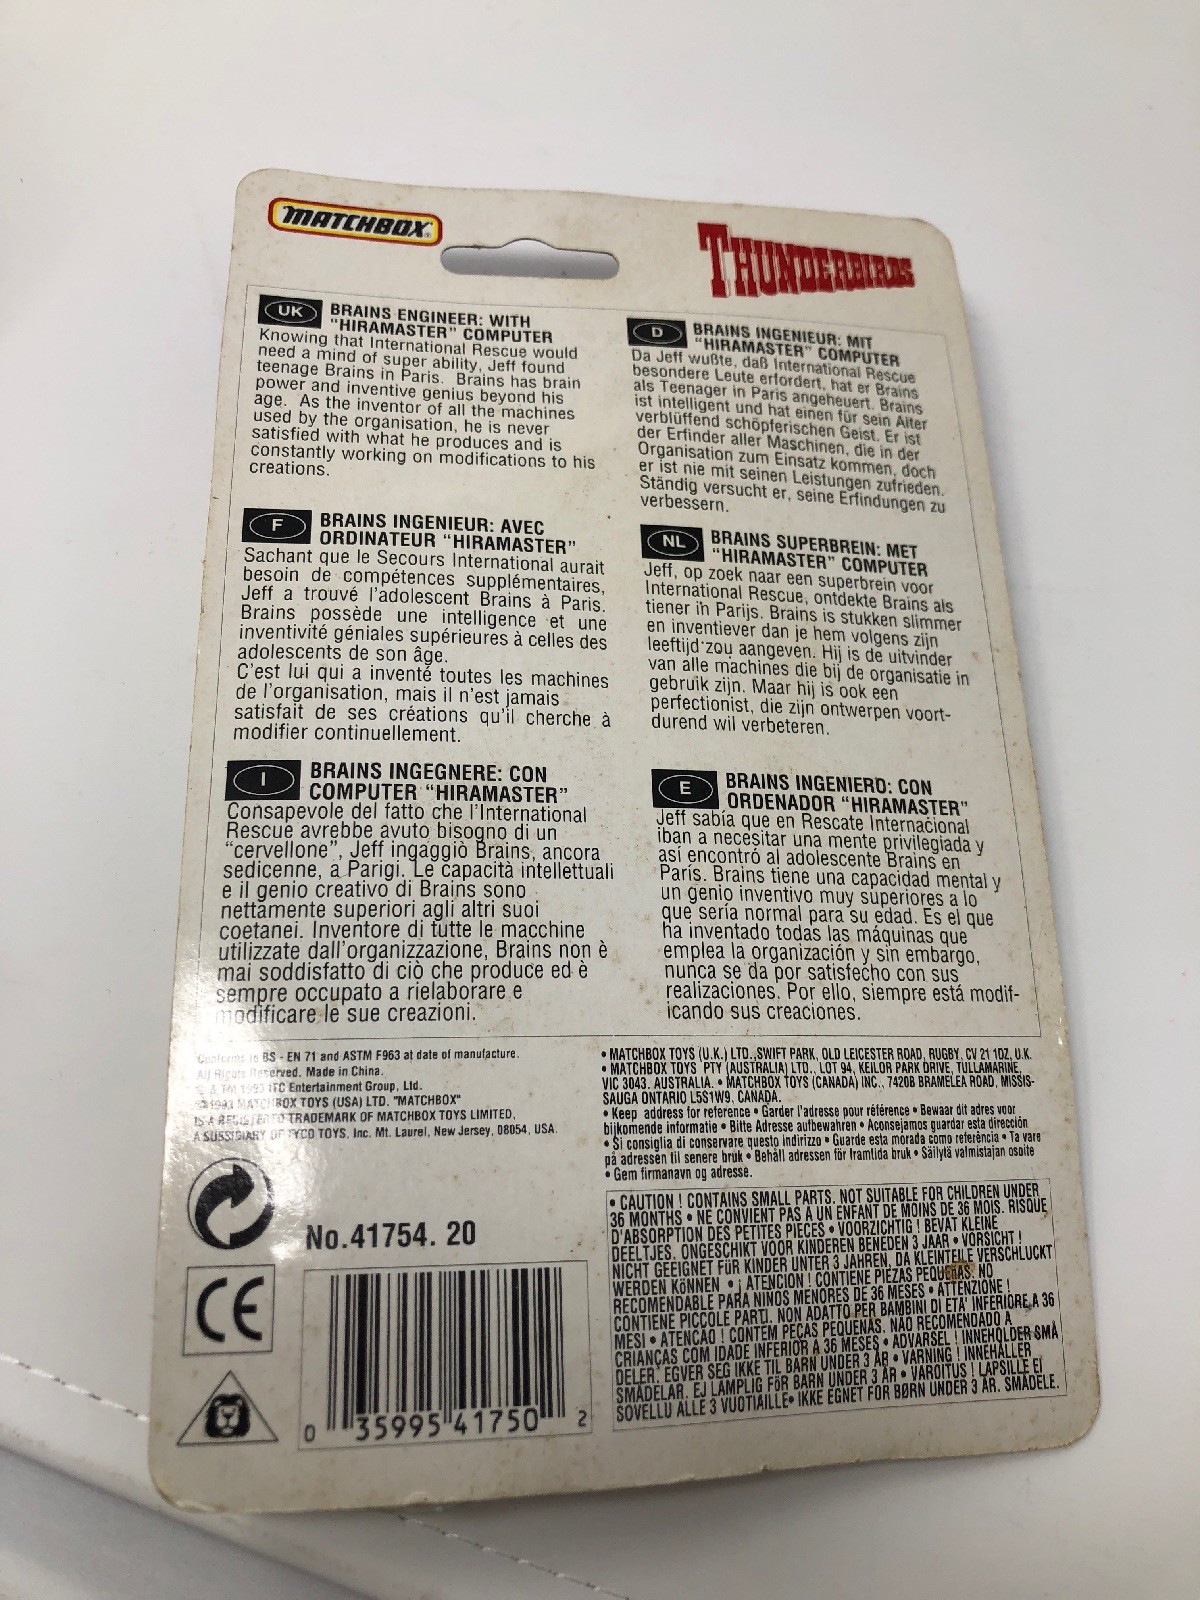 MATCHBOX®
THUNDERBIRDS
UK BRAINS ENGINEER: WITH
"HIRAMASTER" COMPUTER
Knowing that International Rescue would
need a mind of super ability, Jeff found
teenage Brains in Paris. Brains has brain
power and inventive genius beyond his
age. As the inventor of all the machines
used by the organisation, he is never
satisfied with what he produces and is
constantly working on modifications to his
creations.
D BRAINS INGENIEUR: MIT
"HIRAMASTER" COMPUTER
Da Jeff wußte, daß International Rescue
besondere Leute erfordert, hat er Brains
als Teenager in Paris angeheuert. Brains
ist intelligent und hat einen für sein Alter
verblüffend schöpferischen Geist. Er ist
der Erfinder aller Maschinen, die in der
Organisation zum Einsatz kommen, doch
er ist nie mit seinen Leistungen zufrieden.
Ständig versucht er, seine Erfindungen zu
verbessern.
F BRAINS INGENIEUR: AVEC
ORDINATEUR "HIRAMASTER"
Sachant que le Secours International aurait
besoin de compétences supplémentaires,
Jeff a trouvé l'adolescent Brains à Paris.
Brains possède une intelligence et une
inventivité géniales supérieures à celles des
adolescents de son âge.
C'est lui qui a inventé toutes les machines
de l'organisation, mais il n'est jamais
satisfait de ses créations qu'il cherche à
modifier continuellement.
NL BRAINS SUPERBREIN: MET
"HIRAMASTER" COMPUTER
Jeff, op zoek naar een superbrein voor
International Rescue, ontdekte Brains als
tiener in Parijs. Brains is stukken slimmer
en inventiever dan je hem volgens zijn
leeftijd zou aangeven. Hij is de uitvinder
van alle machines die bij de organisatie in
gebruik zijn. Maar hij is ook een
perfectionist, die zijn ontwerpen voort-
durend wil verbeteren.
I BRAINS INGEGNERE: CON
COMPUTER "HIRAMASTER"
Consapevole del fatto che l'International
Rescue avrebbe avuto bisogno di un
"cervellone", Jeff ingaggiò Brains, ancora
sedicenne, a Parigi. Le capacità intellettuali
e il genio creativo di Brains sono
nettamente superiori agli altri suoi
coetanei. Inventore di tutte le macchine
utilizzate dall'organizzazione, Brains non è
mai soddisfatto di ciò che produce ed è
sempre occupato a rielaborare e
modificare le sue creazioni.
E BRAINS INGENIERO: CON
ORDENADOR "HIRAMASTER"
Jeff sabía que en Rescate Internacional
iban a necesitar una mente privilegiada y
así encontró al adolescente Brains en
París. Brains tiene una capacidad mental y
un genio inventivo muy superiores a lo
que sería normal para su edad. Es el que
ha inventado todas las máquinas que
emplea la organización y sin embargo,
nunca se da por satisfecho con sus
realizaciones. Por ello, siempre está modif-
icando sus creaciones.
Conforms to BS - EN 71 and ASTM F963 at date of manufacture.
All Rights Reserved. Made in China.
© & TM 1993 ITC Entertainment Group, Ltd.
© 1993 MATCHBOX TOYS (USA) LTD. "MATCHBOX"
IS A REGISTERED TRADEMARK OF MATCHBOX TOYS LIMITED,
A SUBSIDIARY OF TYCO TOYS, Inc. Mt. Laurel, New Jersey, 08054, USA.
• MATCHBOX TOYS (U.K.) LTD., SWIFT PARK, OLD LEICESTER ROAD, RUGBY, CV 21 1DZ, U.K.
• MATCHBOX TOYS PTY (AUSTRALIA) LTD., LOT 94, KEILOR PARK DRIVE, TULLAMARINE,
VIC 3043. AUSTRALIA. • MATCHBOX TOYS (CANADA) INC., 7420B BRAMELEA ROAD, MISSIS-
SAUGA ONTARIO L5S1W9, CANADA.
• Keep address for reference • Garder l'adresse pour référence • Bewaar dit adres voor
bijkomende informatie • Bitte Adresse aufbewahren • Aconsejamos guardar esta dirección
• Si consiglia di conservare questo indirizzo • Guarde esta morada como referência • Ta vare
på adressen til senere bruk • Behåll adressen för framtida bruk • Säilytä valmistajan osoite
• Gem firmanavn og adresse.
No.41754. 20
CE
0 35995 41750 2
• CAUTION ! CONTAINS SMALL PARTS. NOT SUITABLE FOR CHILDREN UNDER
36 MONTHS • NE CONVIENT PAS A UN ENFANT DE MOINS DE 36 MOIS. RISQUE
D'ABSORPTION DES PETITES PIECES • VOORZICHTIG ! BEVAT KLEINE
DEELTJES. ONGESCHIKT VOOR KINDEREN BENEDEN 3 JAAR • VORSICHT !
NICHT GEEIGNET FüR KINDER UNTER 3 JAHREN, DA KLEINTEILE VERSCHLUCKT
WERDEN KöNNEN • ¡ ATENCION ! CONTIENE PIEZAS PEQUEÑAS. NO
RECOMENDABLE PARA NINOS MENORES DE 36 MESES • ATTENZIONE !
CONTIENE PICCOLE PARTI. NON ADATTO PER BAMBINI DI ETA' INFERIORE A 36
MESI • ATENCAO ! CONTÉM PEÇAS PEQUENAS. NÃO RECOMENDADO A
CRIANÇAS COM IDADE INFERIOR A 36 MESES • ADVARSEL ! INNEHOLDER SMÅ
DELER. EGVER SEG IKKE TIL BARN UNDER 3 ÅR • VARNING ! INNEHÅLLER
SMÅDELAR. EJ LÄMPLIG FöR BARN UNDER 3 ÅR • VAROITUS ! LAPSILLE EI
SOVELLU ALLE 3 VUOTIAILLE • IKKE EGNET FOR BØRN UNDER 3 ÅR. SMÅDELE.